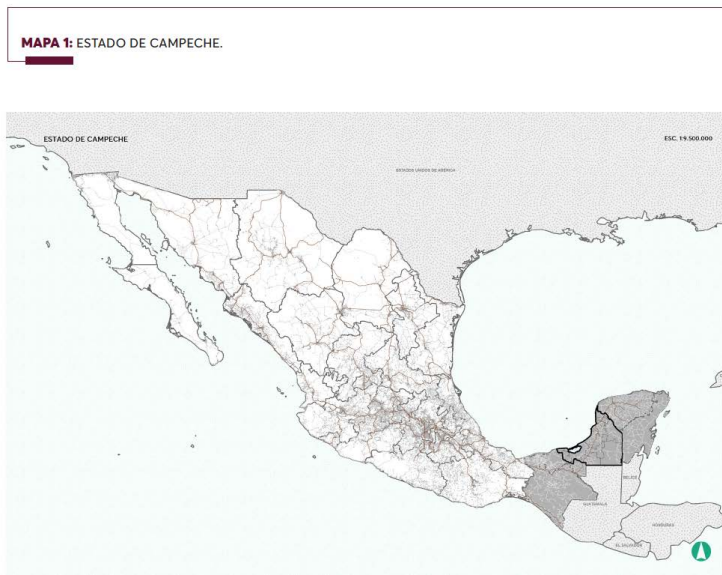 MAPA 1: ESTADO DE CAMPECHE.
ESTADO DE CAMPECHE
ESC. 1:9.500.000
ESTADOS UNIDOS DE AMÉRICA
BELICE
GUATEMALA
HONDURAS
EL SALVADOR